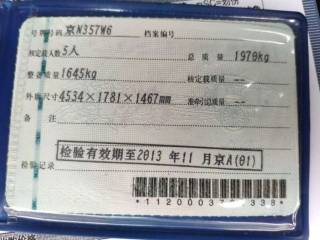 号牌号码 京N357W6 档案编号
核定载人数 5人 总质量 1970kg
整备质量 1645kg 核定载质量 --
外廓尺寸 4534×1781×1467mm 准牵引总质量 --
备注
检验有效期至2013年11月京A(01)
检验记录